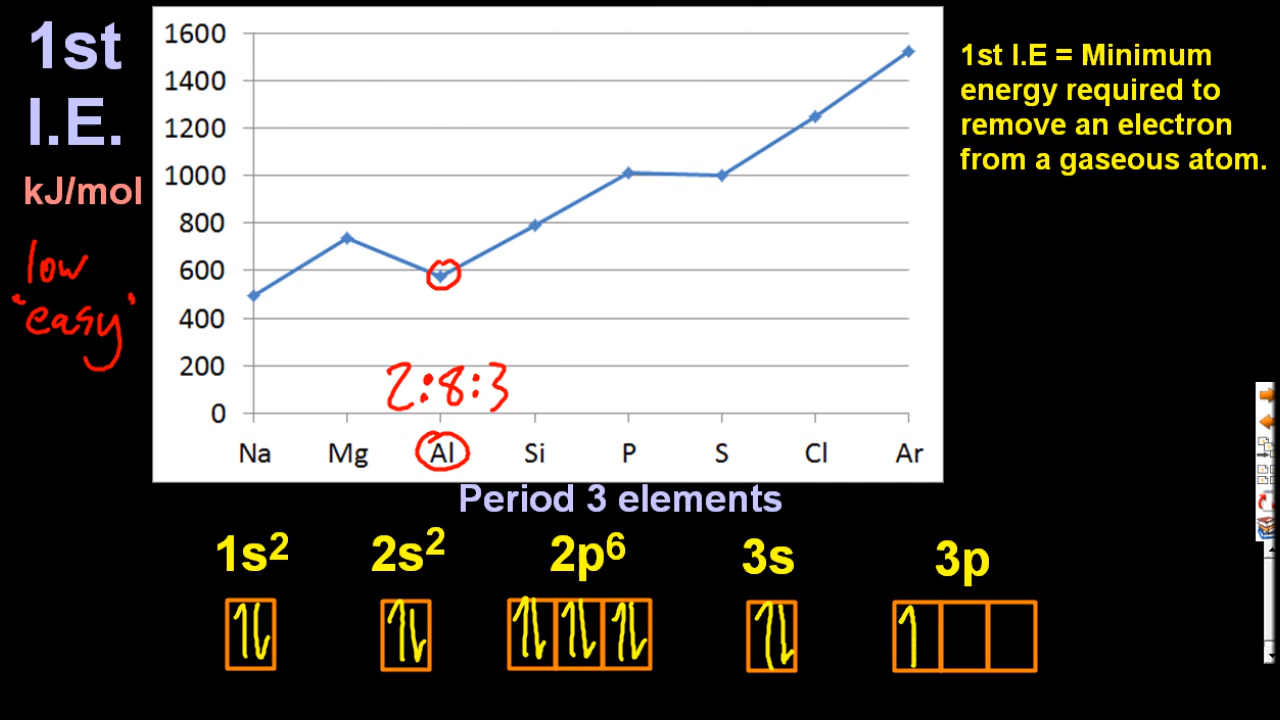 1st
I.E.
kJ/mol
low
"easy"
1600
1400
1200
1000
800
600
400
200
0
2:8:3
Na Mg Al Si P S Cl Ar
Period 3 elements
1st I.E = Minimum
energy required to
remove an electron
from a gaseous atom.
1s² 2s² 2p⁶ 3s 3p